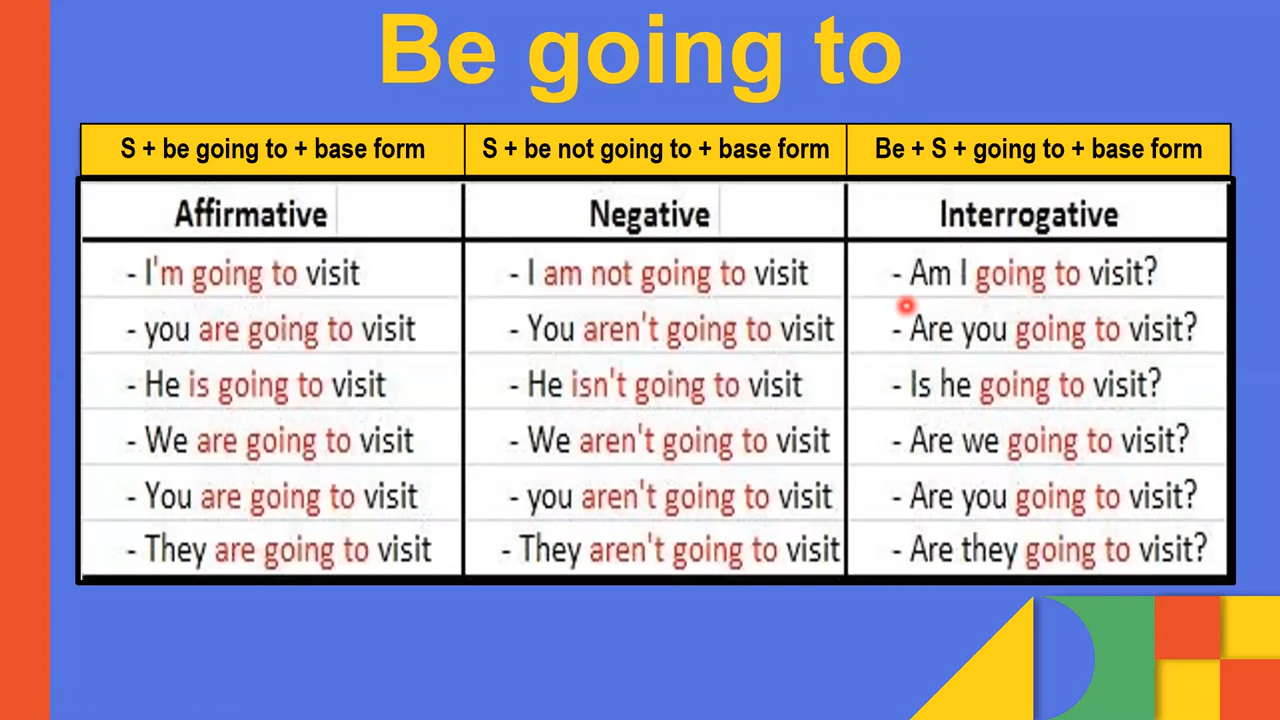 Be going to
S + be going to + base form
S + be not going to + base form
Be + S + going to + base form
Affirmative
Negative
Interrogative
- I'm going to visit
- I am not going to visit
- Am I going to visit?
- you are going to visit
- You aren't going to visit
- Are you going to visit?
- He is going to visit
- He isn't going to visit
- Is he going to visit?
- We are going to visit
- We aren't going to visit
- Are we going to visit?
- You are going to visit
- you aren't going to visit
- Are you going to visit?
- They are going to visit
- They aren't going to visit
- Are they going to visit?